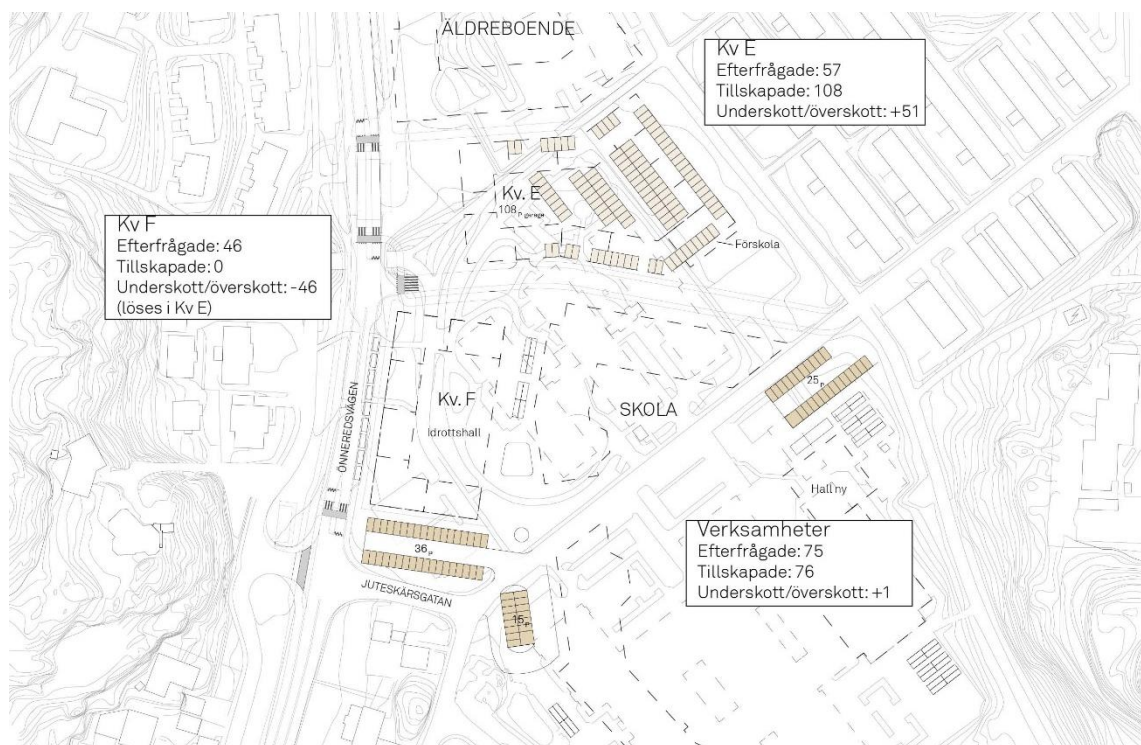 ÄLDREBOENDE
Kv E
Efterfrågade: 57
Tillskapade: 108
Underskott/överskott: +51
Kv. E
108 P garage
Förskola
Kv F
Efterfrågade: 46
Tillskapade: 0
Underskott/överskott: -46
(löses i Kv E)
ÖNNEREDSVÄGEN
Kv. F
Idrottshall
SKOLA
25 P
Hall ny
Verksamheter
Efterfrågade: 75
Tillskapade: 76
Underskott/överskott: +1
36 P
JUTESKÄRSGATAN
15 P